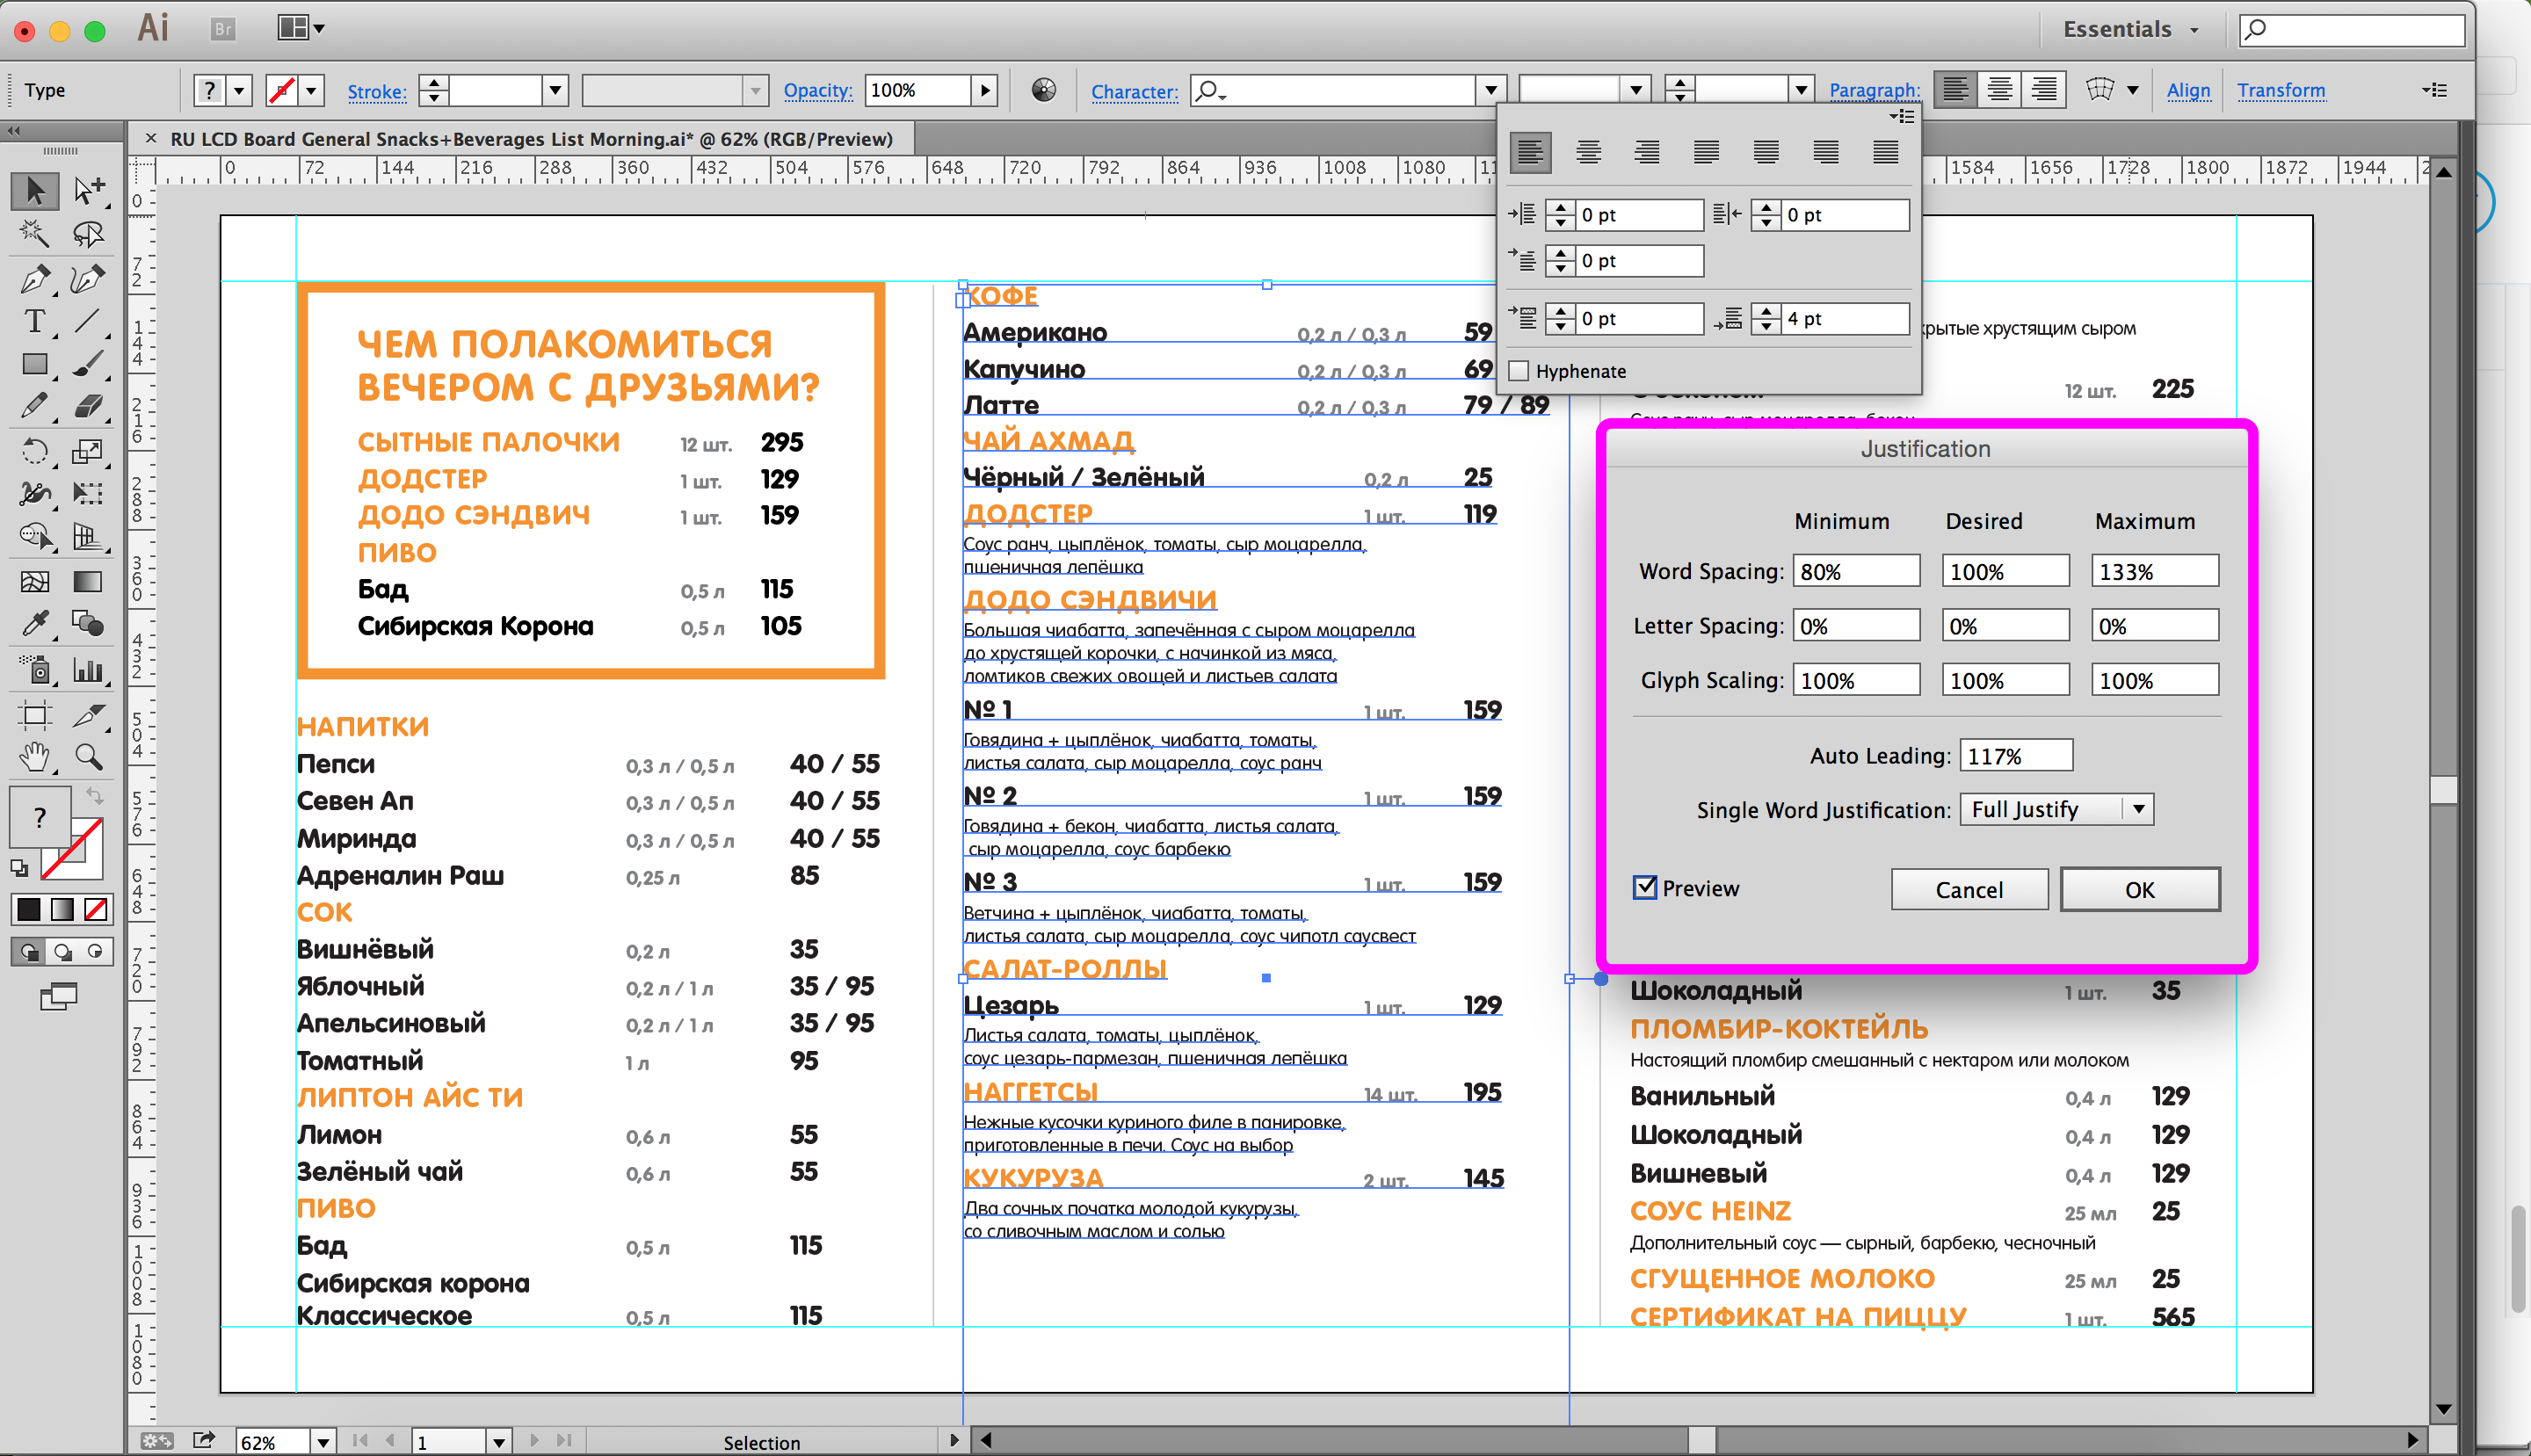 Ai
Br
Essentials
Type
?
Stroke:
Opacity:
100%
Character:
Paragraph:
Align
Transform
× RU LCD Board General Snacks+Beverages List Morning.ai* @ 62% (RGB/Preview)
0 72 144 216 288 360 432 504 576 648 720 792 864 936 1008 1080 1584 1656 1728 1800 1872 1944
0 pt
0 pt
0 pt
0 pt
4 pt
Hyphenate
0
72
144
216
288
360
432
504
576
648
720
792
864
936
1008
1080
T
?
ЧЕМ ПОЛАКОМИТЬСЯ
ВЕЧЕРОМ С ДРУЗЬЯМИ?
СЫТНЫЕ ПАЛОЧКИ 12 шт. 295
ДОДСТЕР 1 шт. 129
ДОДО СЭНДВИЧ 1 шт. 159
ПИВО
Бад 0,5 л 115
Сибирская Корона 0,5 л 105
НАПИТКИ
Пепси 0,3 л / 0,5 л 40 / 55
Севен Ап 0,3 л / 0,5 л 40 / 55
Миринда 0,3 л / 0,5 л 40 / 55
Адреналин Раш 0,25 л 85
СОК
Вишнёвый 0,2 л 35
Яблочный 0,2 л / 1 л 35 / 95
Апельсиновый 0,2 л / 1 л 35 / 95
Томатный 1 л 95
ЛИПТОН АЙС ТИ
Лимон 0,6 л 55
Зелёный чай 0,6 л 55
ПИВО
Бад 0,5 л 115
Сибирская корона
Классическое 0,5 л 115
КОФЕ
Американо 0,2 л / 0,3 л 59
Капучино 0,2 л / 0,3 л 69
Латте 0,2 л / 0,3 л 79 / 89
ЧАЙ АХМАД
Чёрный / Зелёный 0,2 л 25
ДОДСТЕР 1 шт. 119
Соус ранч, цыплёнок, томаты, сыр моцарелла,
пшеничная лепёшка
ДОДО СЭНДВИЧИ
Большая чиабатта, запечённая с сыром моцарелла
до хрустящей корочки, с начинкой из мяса,
ломтиков свежих овощей и листьев салата
№ 1 1 шт. 159
Говядина + цыплёнок, чиабатта, томаты,
листья салата, сыр моцарелла, соус ранч
№ 2 1 шт. 159
Говядина + бекон, чиабатта, листья салата,
сыр моцарелла, соус барбекю
№ 3 1 шт. 159
Ветчина + цыплёнок, чиабатта, томаты,
листья салата, сыр моцарелла, соус чипотл саусвест
САЛАТ-РОЛЛЫ
Цезарь 1 шт. 129
Листья салата, томаты, цыплёнок,
соус цезарь-пармезан, пшеничная лепёшка
НАГГЕТСЫ 14 шт. 195
Нежные кусочки куриного филе в панировке,
приготовленные в печи. Соус на выбор
КУКУРУЗА 2 шт. 145
Два сочных початка молодой кукурузы,
со сливочным маслом и солью
крытые хрустящим сыром
12 шт. 225
Justification
Minimum Desired Maximum
Word Spacing: 80% 100% 133%
Letter Spacing: 0% 0% 0%
Glyph Scaling: 100% 100% 100%
Auto Leading: 117%
Single Word Justification: Full Justify
Preview
Cancel
OK
Шоколадный 1 шт. 35
ПЛОМБИР-КОКТЕЙЛЬ
Настоящий пломбир смешанный с нектаром или молоком
Ванильный 0,4 л 129
Шоколадный 0,4 л 129
Вишневый 0,4 л 129
СОУС HEINZ 25 мл 25
Дополнительный соус — сырный, барбекю, чесночный
СГУЩЕННОЕ МОЛОКО 25 мл 25
СЕРТИФИКАТ НА ПИЦЦУ 1 шт. 565
62%
1
Selection